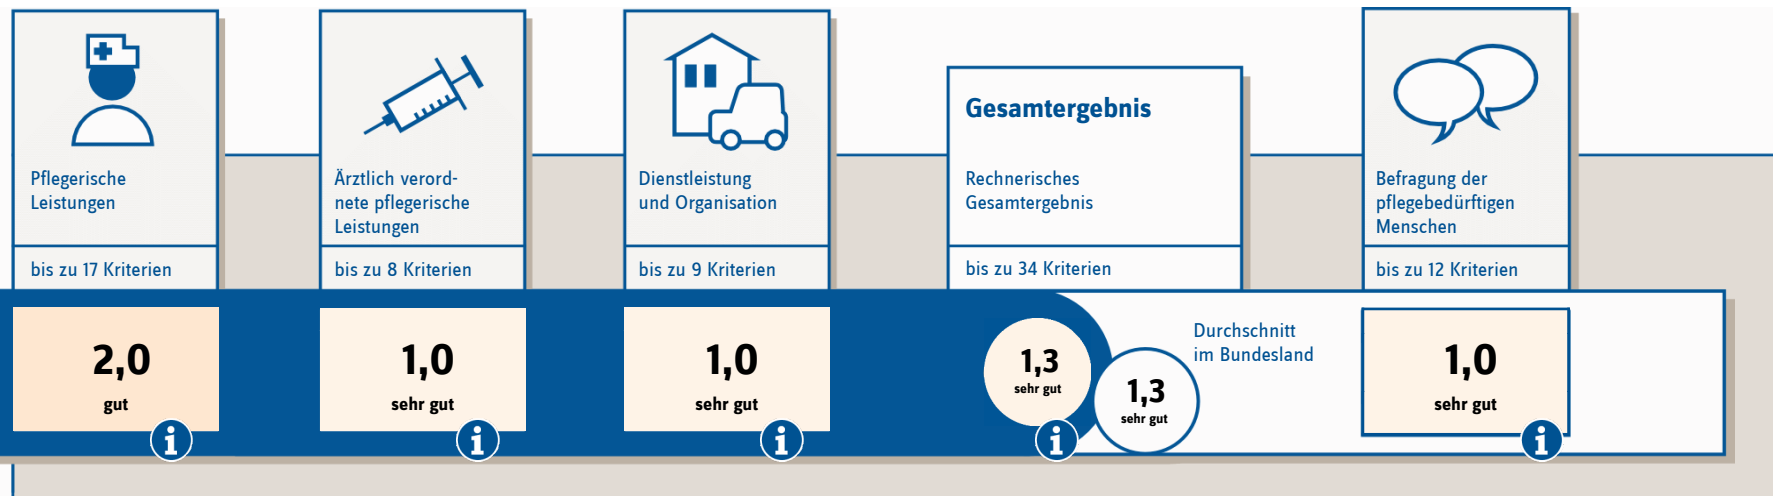 Pflegerische
Leistungen
bis zu 17 Kriterien
2,0
gut
Ärztlich verord-
nete pflegerische
Leistungen
bis zu 8 Kriterien
1,0
sehr gut
Dienstleistung
und Organisation
bis zu 9 Kriterien
1,0
sehr gut
Gesamtergebnis
Rechnerisches
Gesamtergebnis
bis zu 34 Kriterien
1,3
sehr gut
Durchschnitt
im Bundesland
1,3
sehr gut
Befragung der
pflegebedürftigen
Menschen
bis zu 12 Kriterien
1,0
sehr gut